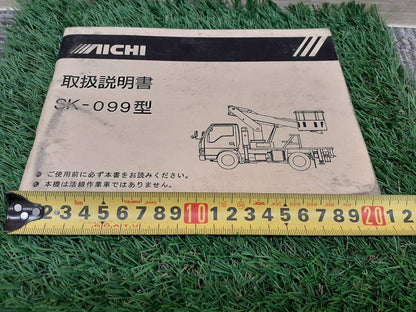 AICHI
取扱説明書
SK-099型
ご使用前に必ず本書をお読みください。
本機は活線作業車ではありません。
2 3 4 5 6 7 8 9 10 1 2 3 4 5 6 7 8 9 20 1